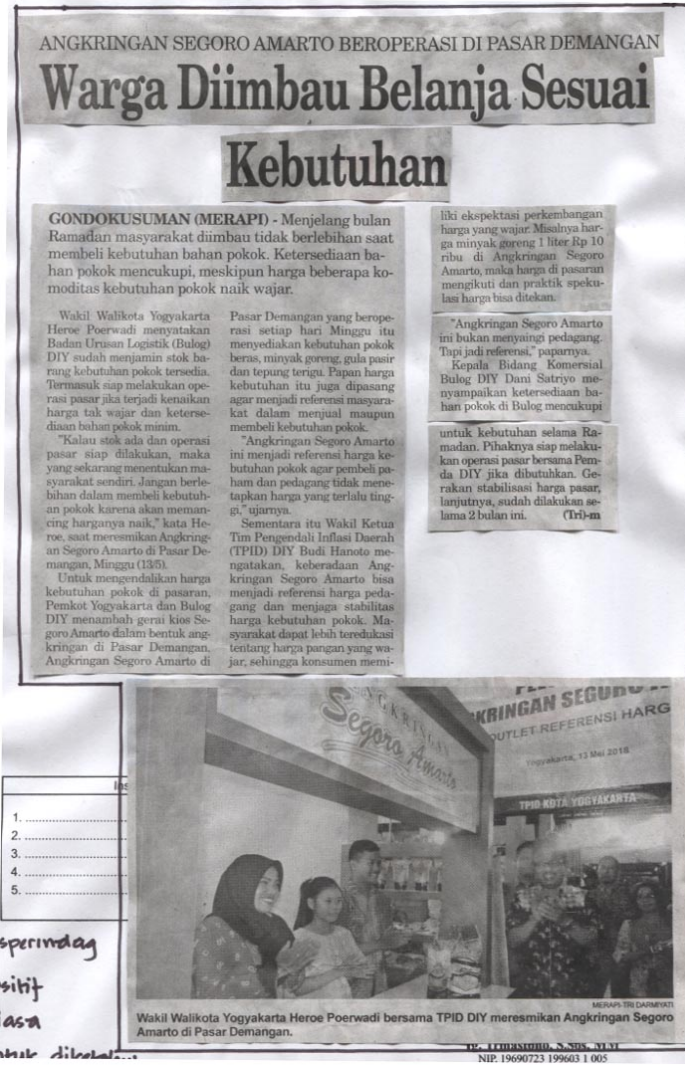 ANGKRINGAN SEGORO AMARTO BEROPERASI DI PASAR DEMANGAN
Warga Diimbau Belanja Sesuai
Kebutuhan
GONDOKUSUMAN (MERAPI) - Menjelang bulan
Ramadan masyarakat diimbau tidak berlebihan saat
membeli kebutuhan bahan pokok. Ketersediaan ba-
han pokok mencukupi, meskipun harga beberapa ko-
moditas kebutuhan pokok naik wajar.
Wakil Walikota Yogyakarta
Heroe Poerwadi menyatakan
Badan Urusan Logistik (Bulog)
DIY sudah menjamin stok ba-
rang kebutuhan pokok tersedia.
Termasuk siap melakukan ope-
rasi pasar jika terjadi kenaikan
harga tak wajar dan keterse-
diaan bahan pokok minim.
"Kalau stok ada dan operasi
pasar siap dilakukan, maka
yang sekarang menentukan ma-
syarakat sendiri. Jangan berle-
bihan dalam membeli kebutuh-
an pokok karena akan meman-
cing harganya naik," kata He-
roe, saat meresmikan Angkring-
an Segoro Amarto di Pasar De-
mangan, Minggu (13/5).
Untuk mengendalikan harga
kebutuhan pokok di pasaran,
Pemkot Yogyakarta dan Bulog
DIY menambah gerai kios Se-
goro Amarto dalam bentuk ang-
kringan di Pasar Demangan.
Angkringan Segoro Amarto di
Pasar Demangan yang berope-
rasi setiap hari Minggu itu
menyediakan kebutuhan pokok
beras, minyak goreng, gula pasir
dan tepung terigu. Papan harga
kebutuhan itu juga dipasang
agar menjadi referensi masyara-
kat dalam menjual maupun
membeli kebutuhan pokok.
"Angkringan Segoro Amarto
ini menjadi referensi harga ke-
butuhan pokok agar pembeli pa-
ham dan pedagang tidak mene-
tapkan harga yang terlalu ting-
gi," ujarnya.
Sementara itu Wakil Ketua
Tim Pengendali Inflasi Daerah
(TPID) DIY Budi Hanoto me-
ngatakan, keberadaan Ang-
kringan Segoro Amarto bisa
menjadi referensi harga peda-
gang dan menjaga stabilitas
harga kebutuhan pokok. Ma-
syarakat dapat lebih teredukasi
tentang harga pangan yang wa-
jar, sehingga konsumen memi-
liki ekspektasi perkembangan
harga yang wajar. Misalnya har-
ga minyak goreng 1 liter Rp 10
ribu di Angkringan Segoro
Amarto, maka harga di pasaran
mengikuti dan praktik speku-
lasi harga bisa ditekan.
"Angkringan Segoro Amarto
ini bukan menyaingi pedagang.
Tapi jadi referensi," paparnya.
Kepala Bidang Komersial
Bulog DIY Dani Satriyo me-
nyampaikan ketersediaan ba-
han pokok di Bulog mencukupi
untuk kebutuhan selama Ra-
madan. Pihaknya siap melaku-
kan operasi pasar bersama Pem-
da DIY jika dibutuhkan. Ge-
rakan stabilisasi harga pasar,
lanjutnya, sudah dilakukan se-
lama 2 bulan ini. (Tri)-m
ANGKRINGAN
Segoro Amarto
KRINGAN SEGORO
OUTLET REFERENSI HARG
Yogyakarta, 13 Mei 2018
TPID KOTA YOGYAKARTA
Ins
1.
2.
3.
4.
5.
sperindag
sitif
iasa
MERAPI-TRI DARMIYATI
Wakil Walikota Yogyakarta Heroe Poerwadi bersama TPID DIY meresmikan Angkringan Segoro
Amarto di Pasar Demangan.
Tg. Trimastono, S.Sos, MM
NIP. 19690723 199603 1 005